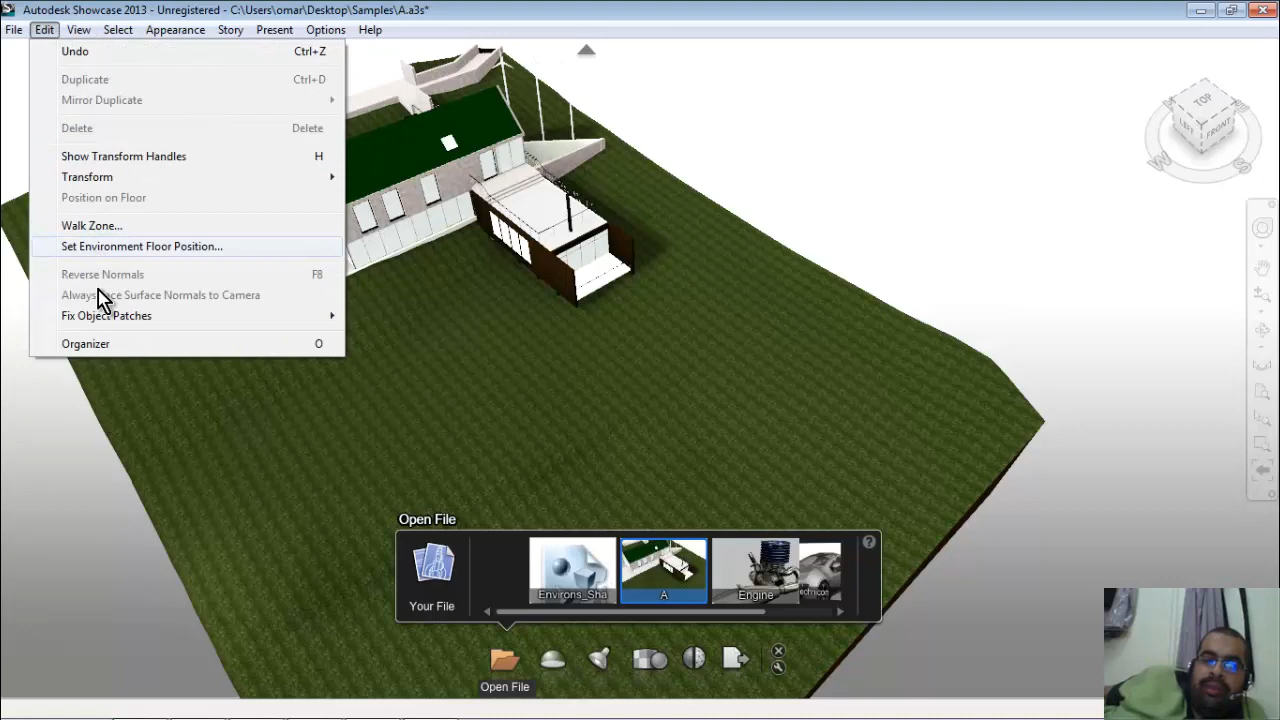 Autodesk Showcase 2013 - Unregistered - C:\Users\omar\Desktop\Samples\A.a3s*
File Edit View Select Appearance Story Present Options Help
Undo Ctrl+Z
Duplicate Ctrl+D
Mirror Duplicate
Delete Delete
Show Transform Handles H
Transform
Position on Floor
Walk Zone...
Set Environment Floor Position...
Reverse Normals F8
Always Surface Normals to Camera
Fix Object Patches
Organizer O
TOP
LEFT FRONT
W S
Open File
Your File
Environs_Sha
A
Engine
?
Open File